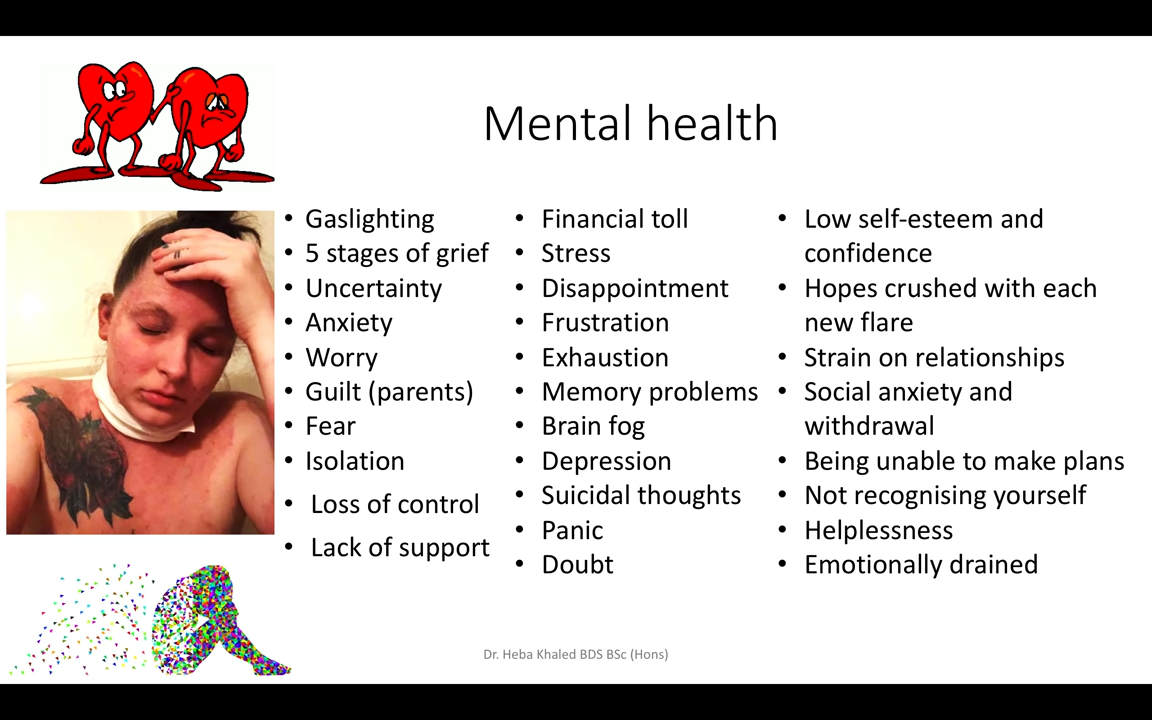 Mental health
• Gaslighting
• 5 stages of grief
• Uncertainty
• Anxiety
• Worry
• Guilt (parents)
• Fear
• Isolation
• Loss of control
• Lack of support
• Financial toll
• Stress
• Disappointment
• Frustration
• Exhaustion
• Memory problems
• Brain fog
• Depression
• Suicidal thoughts
• Panic
• Doubt
• Low self-esteem and
confidence
• Hopes crushed with each
new flare
• Strain on relationships
• Social anxiety and
withdrawal
• Being unable to make plans
• Not recognising yourself
• Helplessness
• Emotionally drained
Dr. Heba Khaled BDS BSc (Hons)